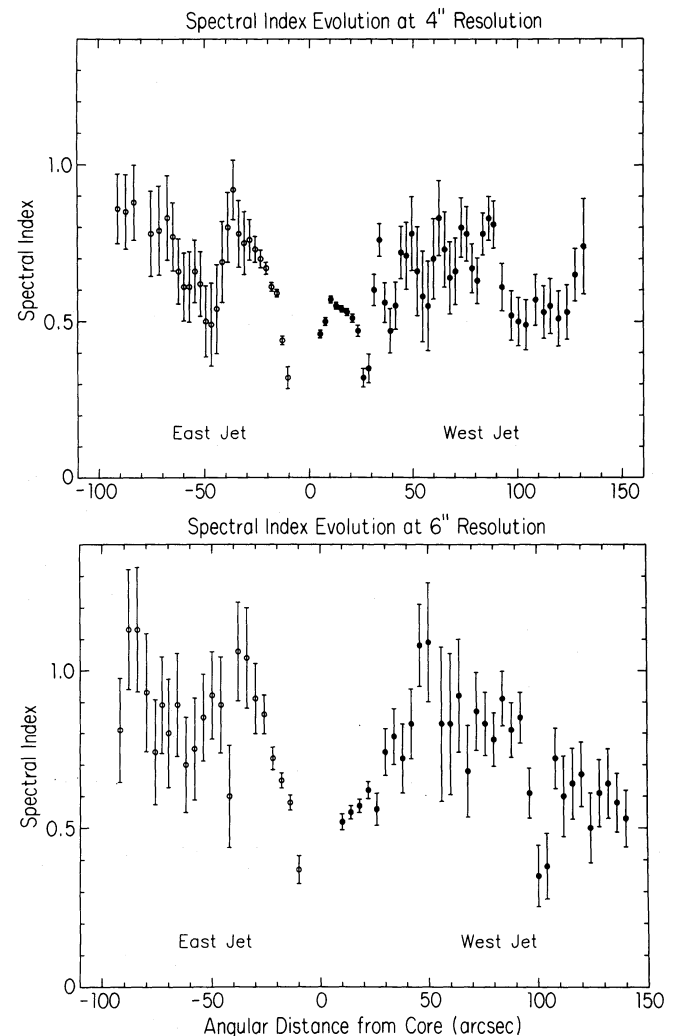 Spectral Index Evolution at 4" Resolution
1.0
Spectral Index
0.5
East Jet
West Jet
0
-100 -50 0 50 100 150
Spectral Index Evolution at 6" Resolution
1.0
Spectral Index
0.5
East Jet
West Jet
0
-100 -50 0 50 100 150
Angular Distance from Core (arcsec)